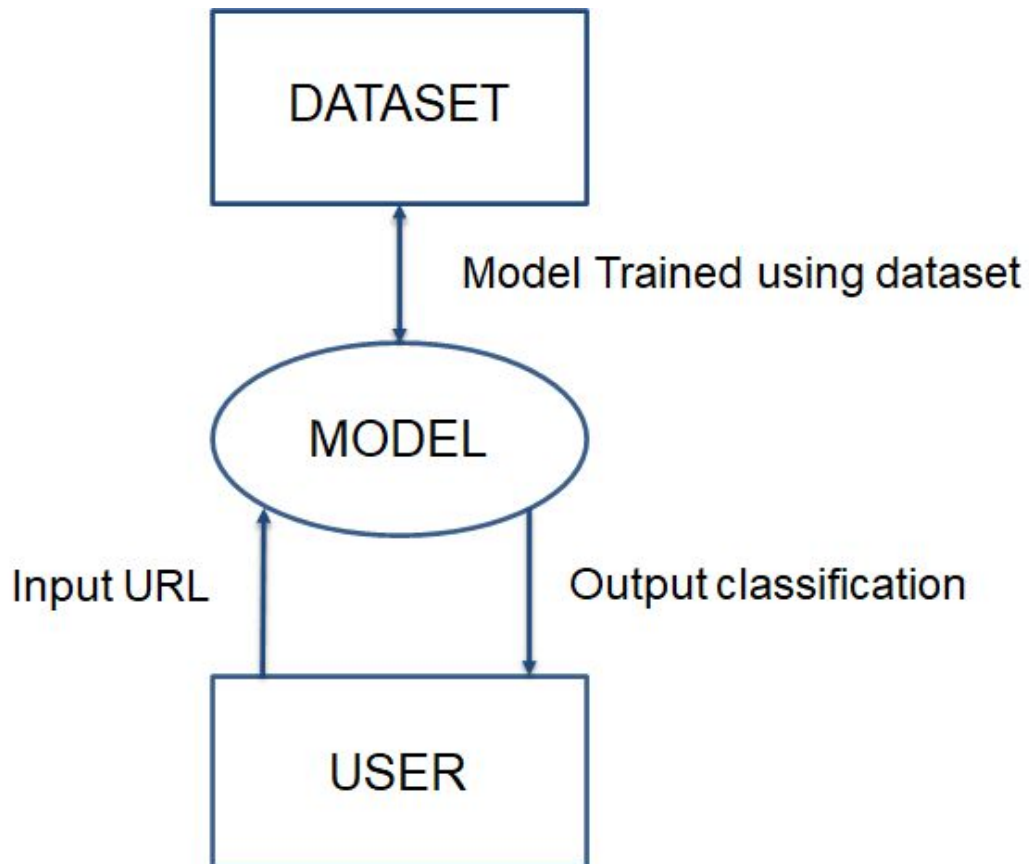 DATASET
Model Trained using dataset
MODEL
Input URL
Output classification
USER